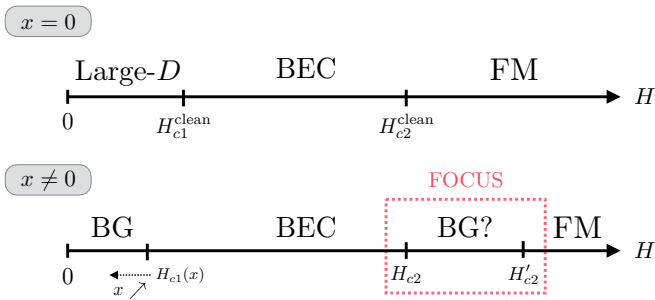 x = 0
Large-D BEC FM
H
0 H_{c1}^{clean} H_{c2}^{clean}
x ≠ 0
FOCUS
BG BEC BG? FM
H
0 H_{c1}(x) H_{c2} H'_{c2}
x